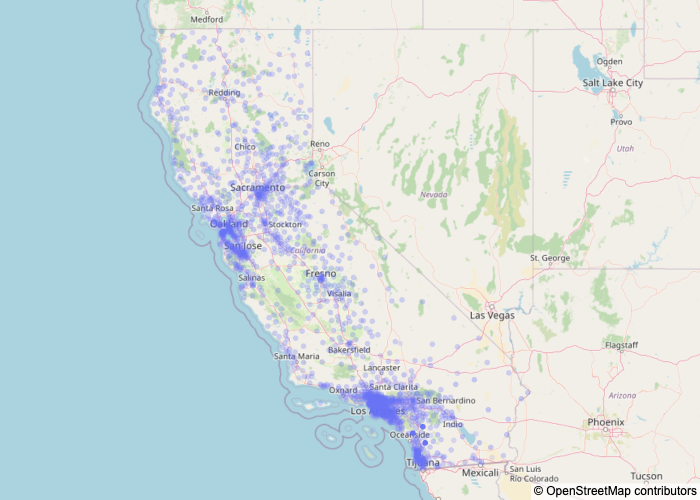 Medford
Ogden
Salt Lake City
Redding
Provo
Chico
Reno
Utah
Carson
City
Sacramento
Nevada
Santa Rosa
Oakland
Stockton
San Jose
California
St. George
Salinas
Fresno
Visalia
Las Vegas
Bakersfield
Flagstaff
Santa Maria
Lancaster
Santa Clarita
Oxnard
San Bernardino
Arizona
Los Angeles
Phoenix
Indio
Oceanside
Tijuana
Mexicali
San Luis
Río Colorado
Tucson
© OpenStreetMap contributors